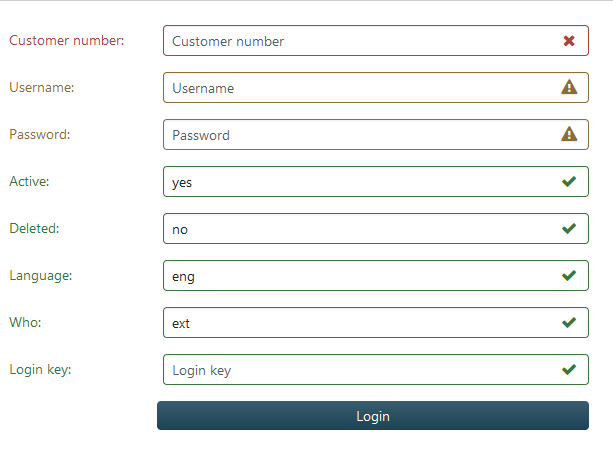 Customer number: Customer number
Username: Username
Password: Password
Active: yes
Deleted: no
Language: eng
Who: ext
Login key: Login key
Login